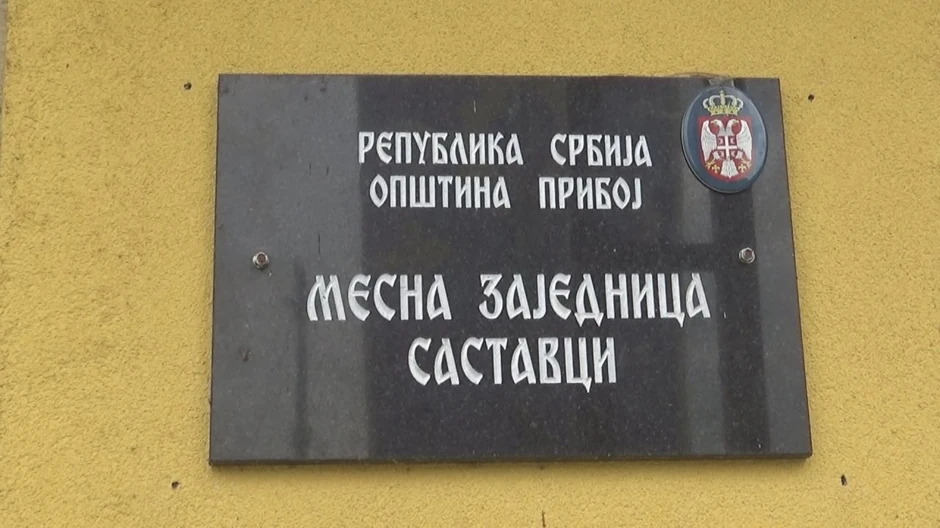 РЕПУБЛИКА СРБИЈА
ОПШТИНА ПРИБОЈ
МЕСНА ЗАЈЕДНИЦА
САСТАВЦИ